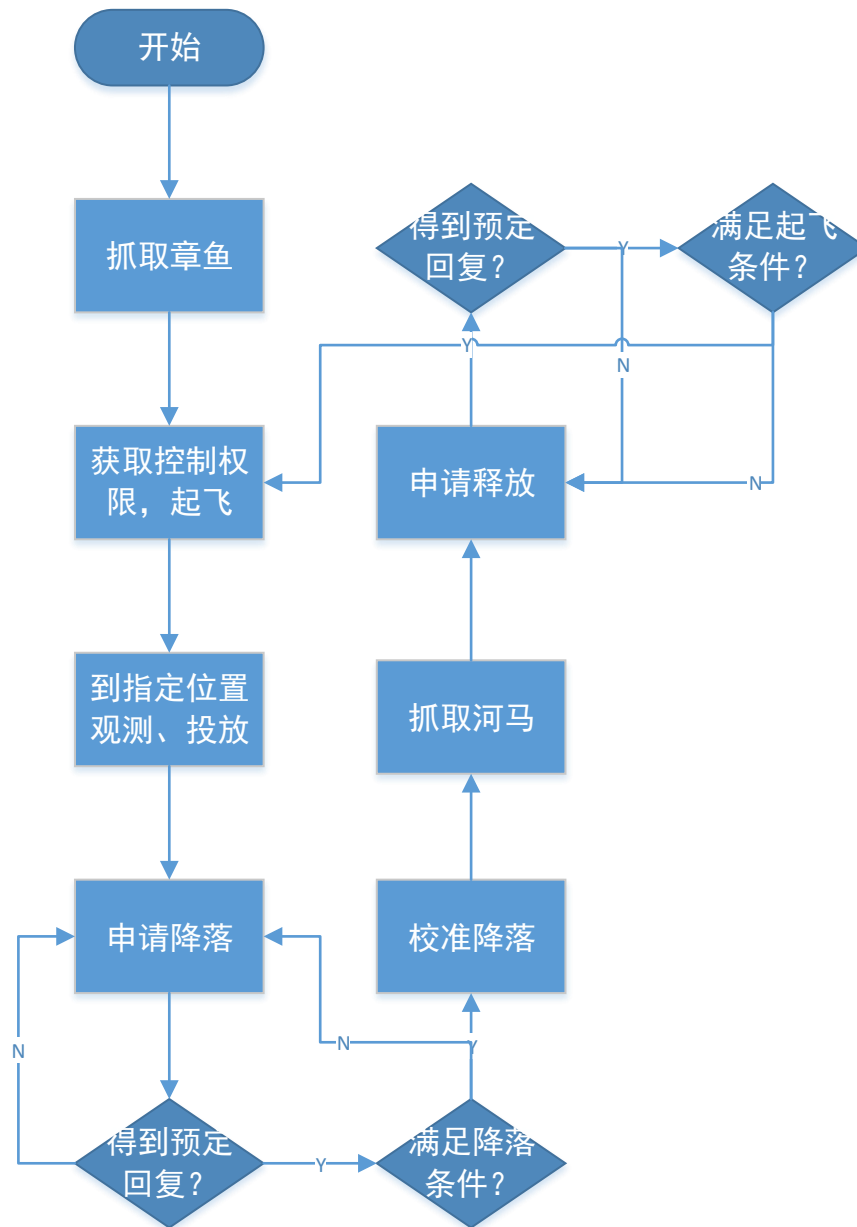 开始
抓取章鱼
获取控制权
限，起飞
到指定位置
观测、投放
申请降落
N
得到预定
回复？
Y
满足降落
条件？
N
Y
校准降落
抓取河马
申请释放
得到预定
回复？
Y
N
满足起飞
条件？
Y
N